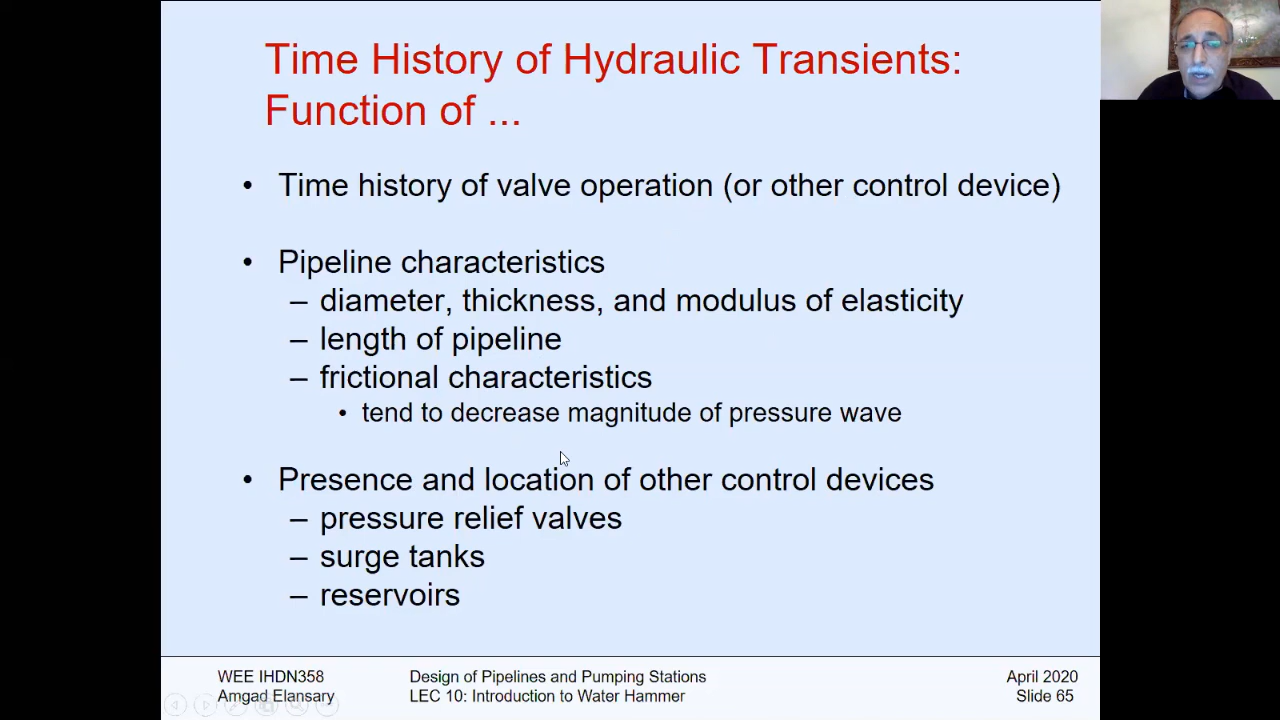 Time History of Hydraulic Transients:
Function of ...
• Time history of valve operation (or other control device)
• Pipeline characteristics
– diameter, thickness, and modulus of elasticity
– length of pipeline
– frictional characteristics
• tend to decrease magnitude of pressure wave
• Presence and location of other control devices
– pressure relief valves
– surge tanks
– reservoirs
WEE IHDN358 Design of Pipelines and Pumping Stations April 2020
Amgad Elansary LEC 10: Introduction to Water Hammer Slide 65